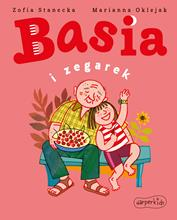 Zofia Stanecka Marianna Oklejak
Basia
i zegarek
HarperKids